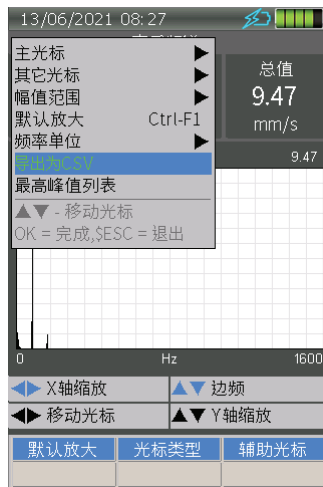 13/06/2021 08:27
主光标
其它光标
幅值范围
默认放大 Ctrl-F1
频率单位
导出为CSV
最高峰值列表
▲▼ - 移动光标
OK = 完成,$ESC = 退出
总值
9.47
mm/s
9.47
0 Hz 1600
◀▶ X轴缩放 ▲▼ 边频
◀▶ 移动光标 ▲▼ Y轴缩放
默认放大 光标类型 辅助光标